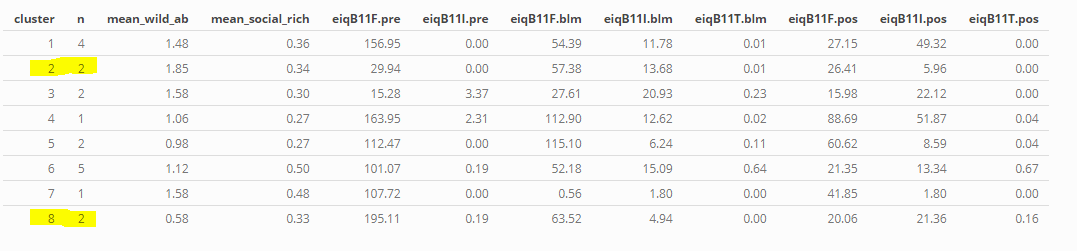 cluster n mean_wild_ab mean_social_rich eiqB11F.pre eiqB11I.pre eiqB11F.blm eiqB11I.blm eiqB11T.blm eiqB11F.pos eiqB11I.pos eiqB11T.pos
1 4 1.48 0.36 156.95 0.00 54.39 11.78 0.01 27.15 49.32 0.00
2 2 1.85 0.34 29.94 0.00 57.38 13.68 0.01 26.41 5.96 0.00
3 2 1.58 0.30 15.28 3.37 27.61 20.93 0.23 15.98 22.12 0.00
4 1 1.06 0.27 163.95 2.31 112.90 12.62 0.02 88.69 51.87 0.04
5 2 0.98 0.27 112.47 0.00 115.10 6.24 0.11 60.62 8.59 0.04
6 5 1.12 0.50 101.07 0.19 52.18 15.09 0.64 21.35 13.34 0.67
7 1 1.58 0.48 107.72 0.00 0.56 1.80 0.00 41.85 1.80 0.00
8 2 0.58 0.33 195.11 0.19 63.52 4.94 0.00 20.06 21.36 0.16